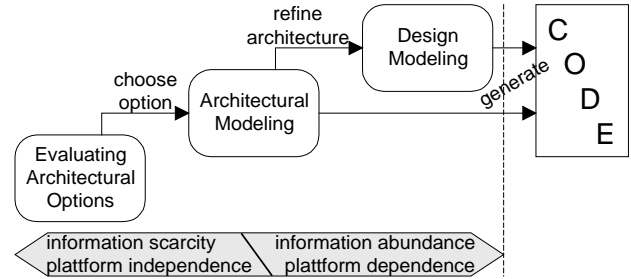 refine
architecture
Design
Modeling
choose
option
Architectural
Modeling
generate
Evaluating
Architectural
Options
C
O
D
E
information scarcity
plattform independence
information abundance
plattform dependence